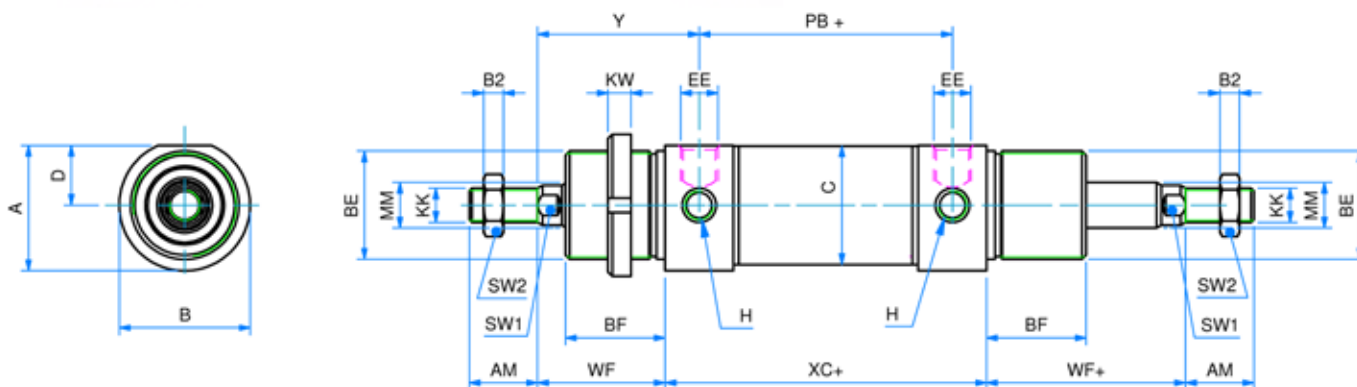 Y
PB +
B2
KW
EE
EE
B2
D
A
BE
MM
KK
C
KK
MM
BE
SW2
SW2
B
SW1
BF
H
H
BF
SW1
AM
WF
XC+
WF+
AM